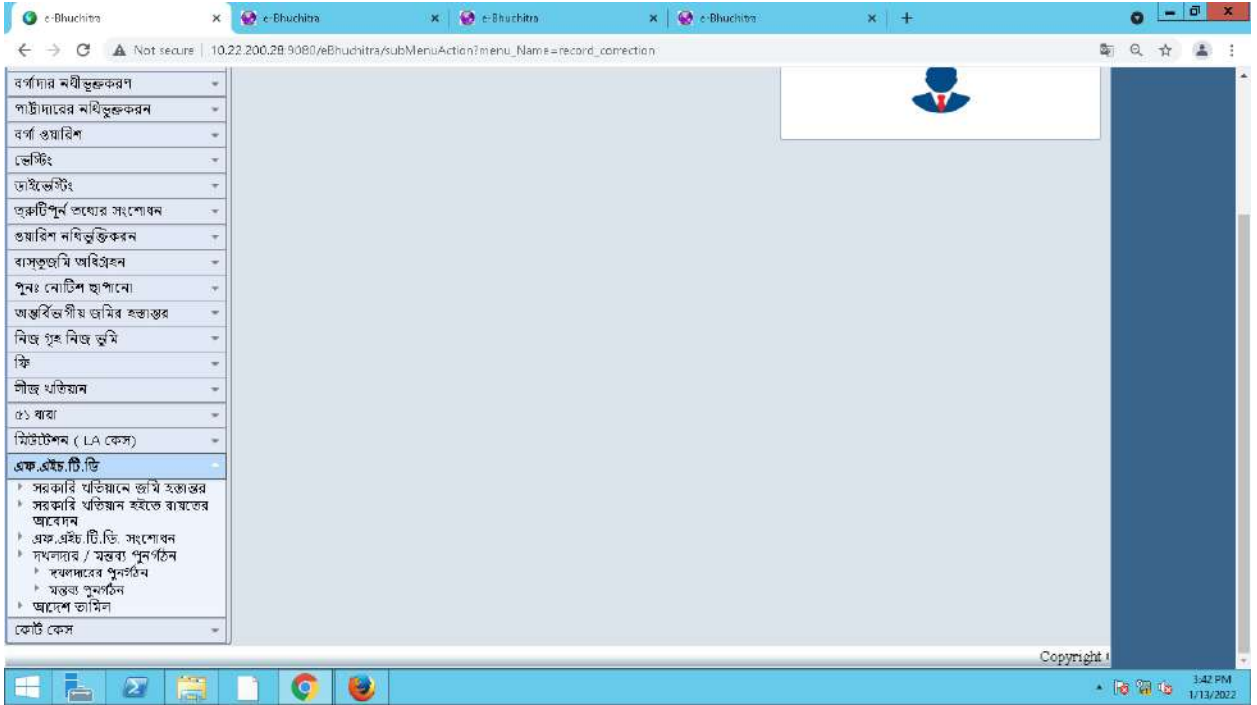 e-Bhuchitra
e-Bhuchitra
e-Bhuchitra
e-Bhuchitra
Not secure | 10.22.200.28:9080/eBhuchitra/subMenuAction?menu_Name=record_correction
বর্গাদার নথীভুক্তকরণ
পাট্টাদারের নথিভুক্তকরন
বর্গা ওয়ারিশ
ভেস্টিং
ডাইভেস্টিং
ত্রুটিপূর্ন তথ্যের সংশোধন
ওয়ারিশ নথিভুক্তিকরন
বাস্তুজমি অধিগ্রহন
পুনঃ নোটিশ ছাপানো
অন্তর্বিভাগীয় জমির হস্তান্তর
নিজ গৃহ নিজ ভুমি
ফি
লীজ খতিয়ান
৫১ ধারা
মিউটেশন ( LA কেস)
এফ.এইচ.টি.ডি
সরকারি খতিয়ানে জমি হস্তান্তর
সরকারি খতিয়ান হইতে রায়তের
আবেদন
এফ.এইচ.টি.ডি. সংশোধন
দখলদার / মন্তব্য পুনর্গঠন
দখলদারের পুনর্গঠন
মন্তব্য পুনর্গঠন
আদেশ তামিল
কোর্ট কেস
Copyright
3:42 PM
1/13/2022